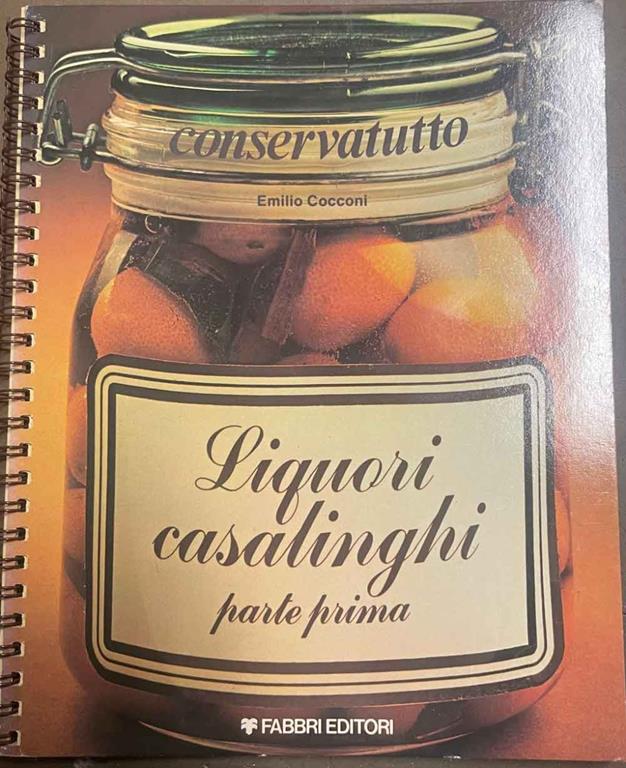 conservatutto
Emilio Cocconi
Liquori
casalinghi
parte prima
FABBRI EDITORI